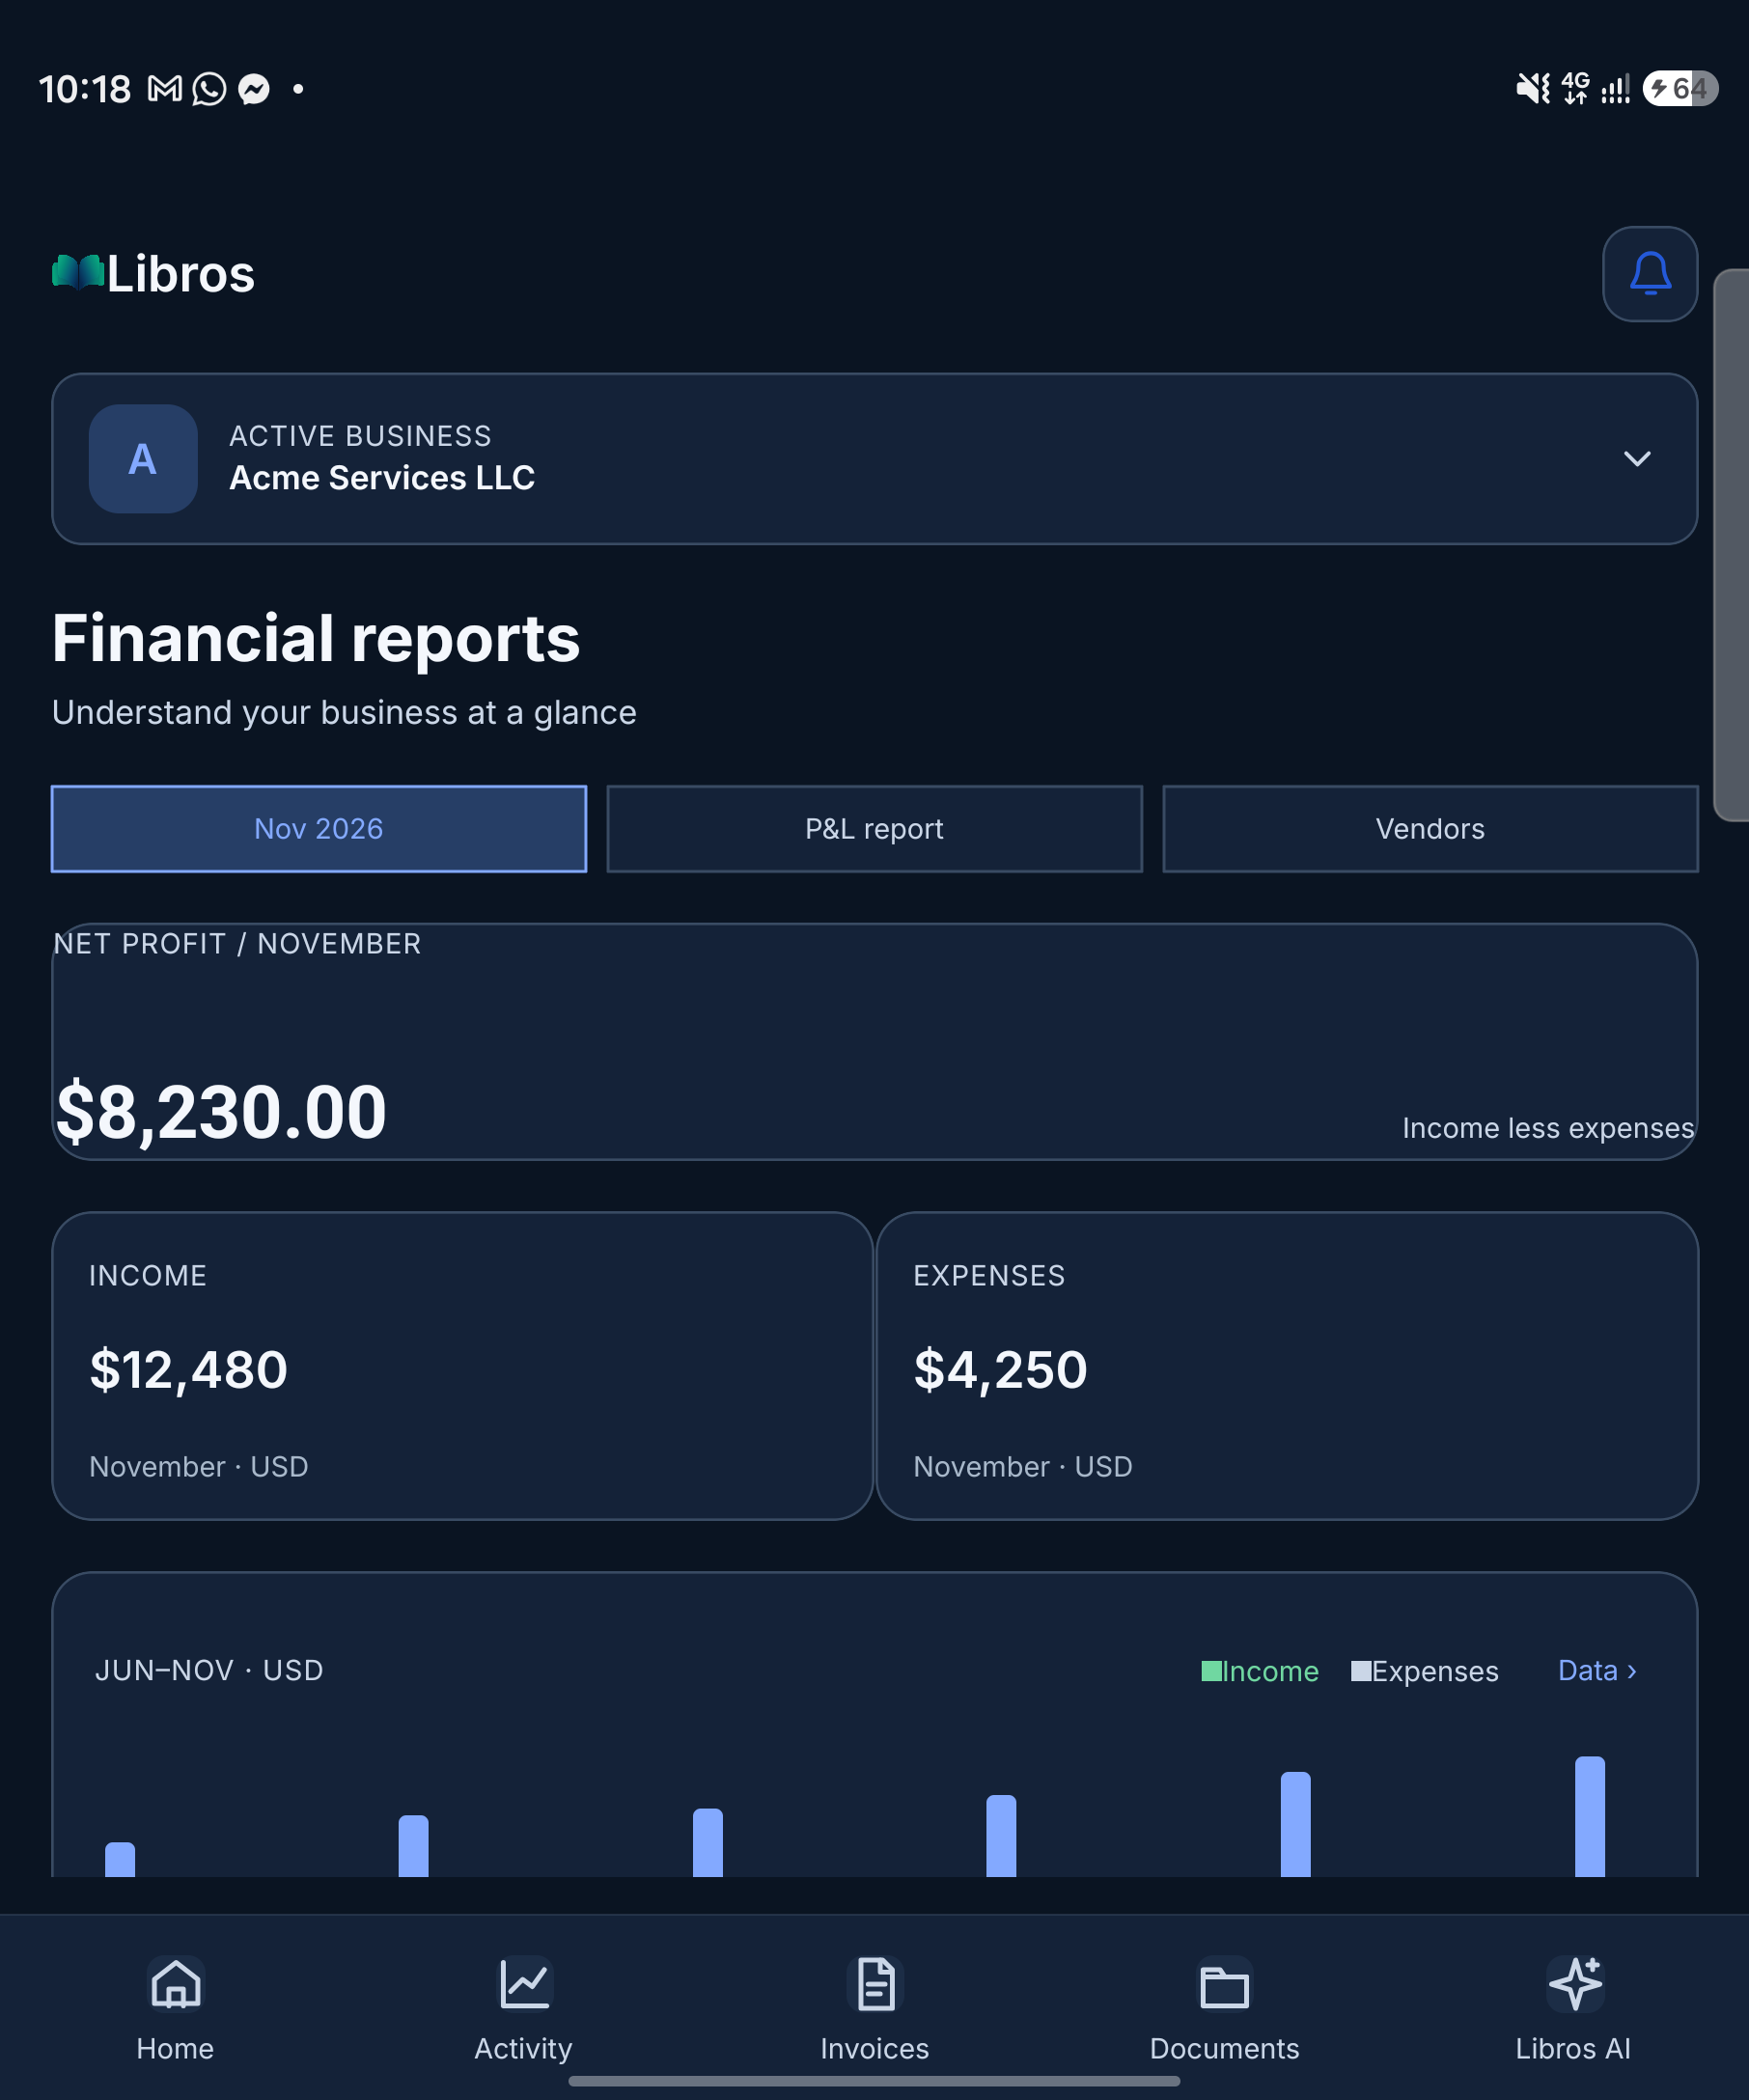 10:18
4G
64
Libros
A
ACTIVE BUSINESS
Acme Services LLC
Financial reports
Understand your business at a glance
Nov 2026
P&L report
Vendors
NET PROFIT / NOVEMBER
$8,230.00
Income less expenses
INCOME
$12,480
November · USD
EXPENSES
$4,250
November · USD
JUN–NOV · USD
Income
Expenses
Data ›
Home
Activity
Invoices
Documents
Libros AI